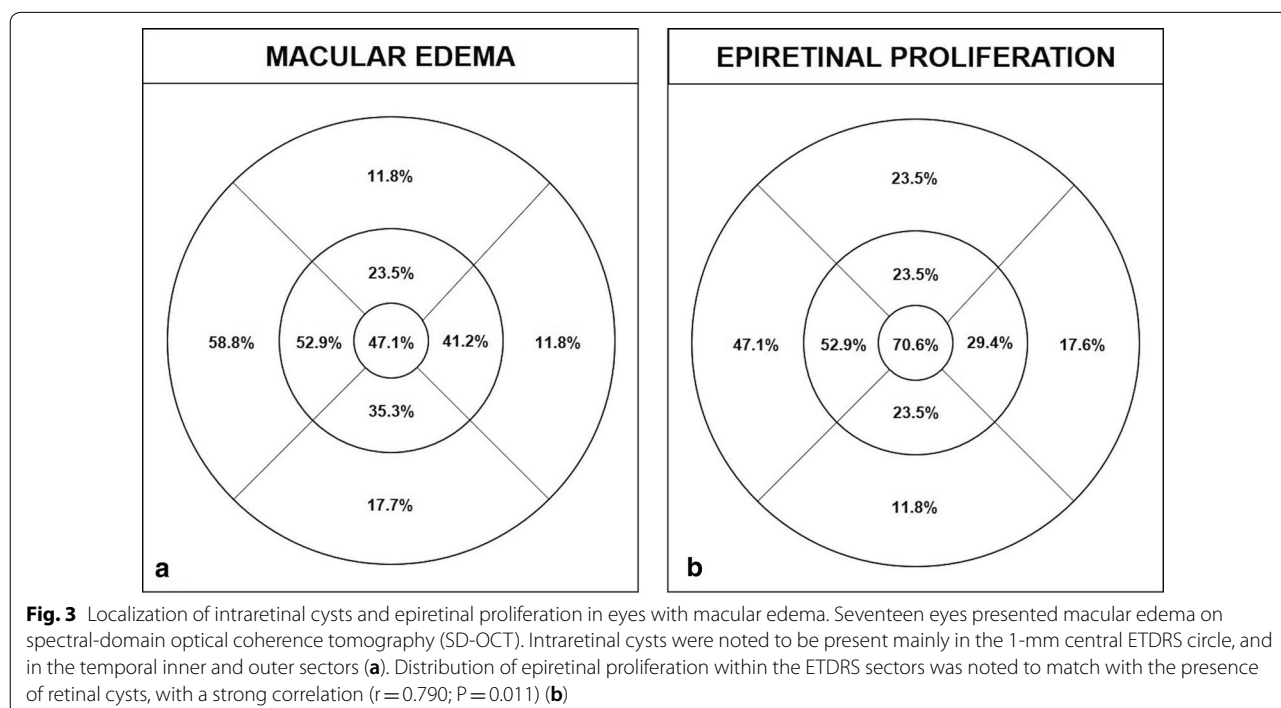 MACULAR EDEMA
11.8%
23.5%
58.8% 52.9% 47.1% 41.2% 11.8%
35.3%
17.7%
a
EPIRETINAL PROLIFERATION
23.5%
23.5%
47.1% 52.9% 70.6% 29.4% 17.6%
23.5%
11.8%
b
Fig. 3 Localization of intraretinal cysts and epiretinal proliferation in eyes with macular edema. Seventeen eyes presented macular edema on
spectral-domain optical coherence tomography (SD-OCT). Intraretinal cysts were noted to be present mainly in the 1-mm central ETDRS circle, and
in the temporal inner and outer sectors (a). Distribution of epiretinal proliferation within the ETDRS sectors was noted to match with the presence
of retinal cysts, with a strong correlation (r = 0.790; P = 0.011) (b)